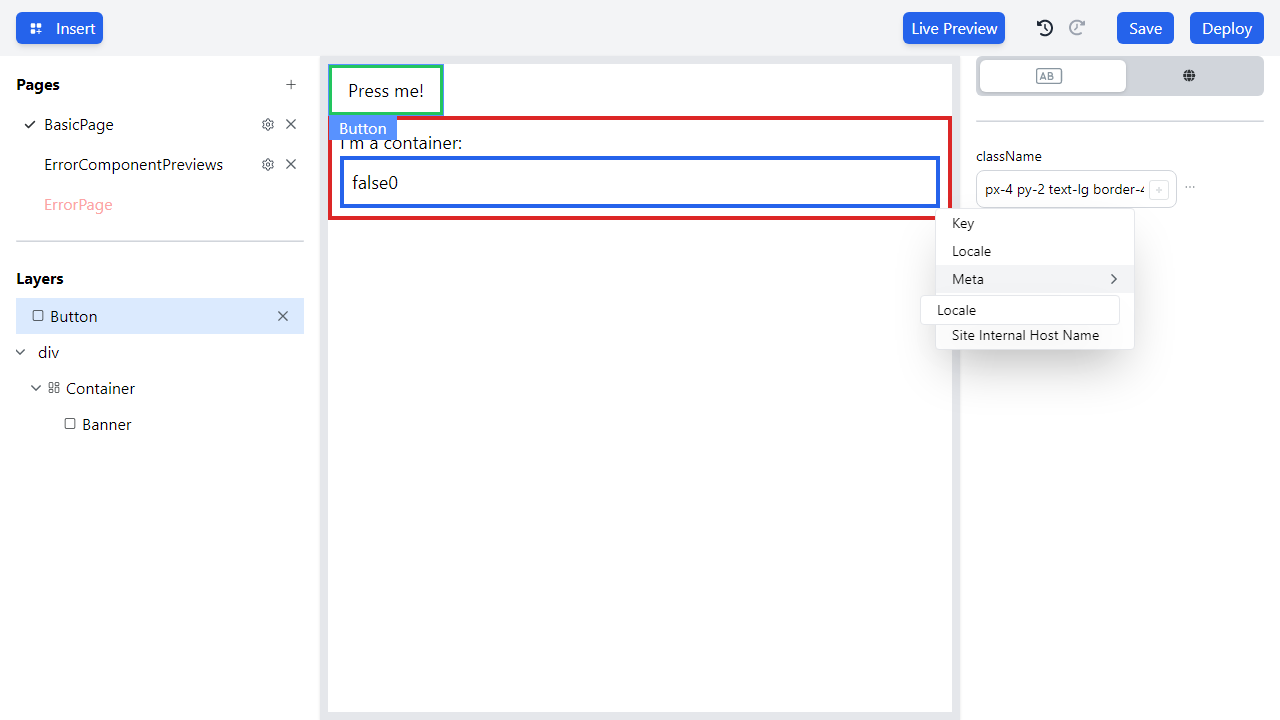 Insert
Live Preview
Save
Deploy
Pages
BasicPage
ErrorComponentPreviews
ErrorPage
Layers
Button
div
Container
Banner
Press me!
Button
I'm a container:
false0
AB
className
px-4 py-2 text-lg border-4
Key
Locale
Meta
Locale
Site Internal Host Name